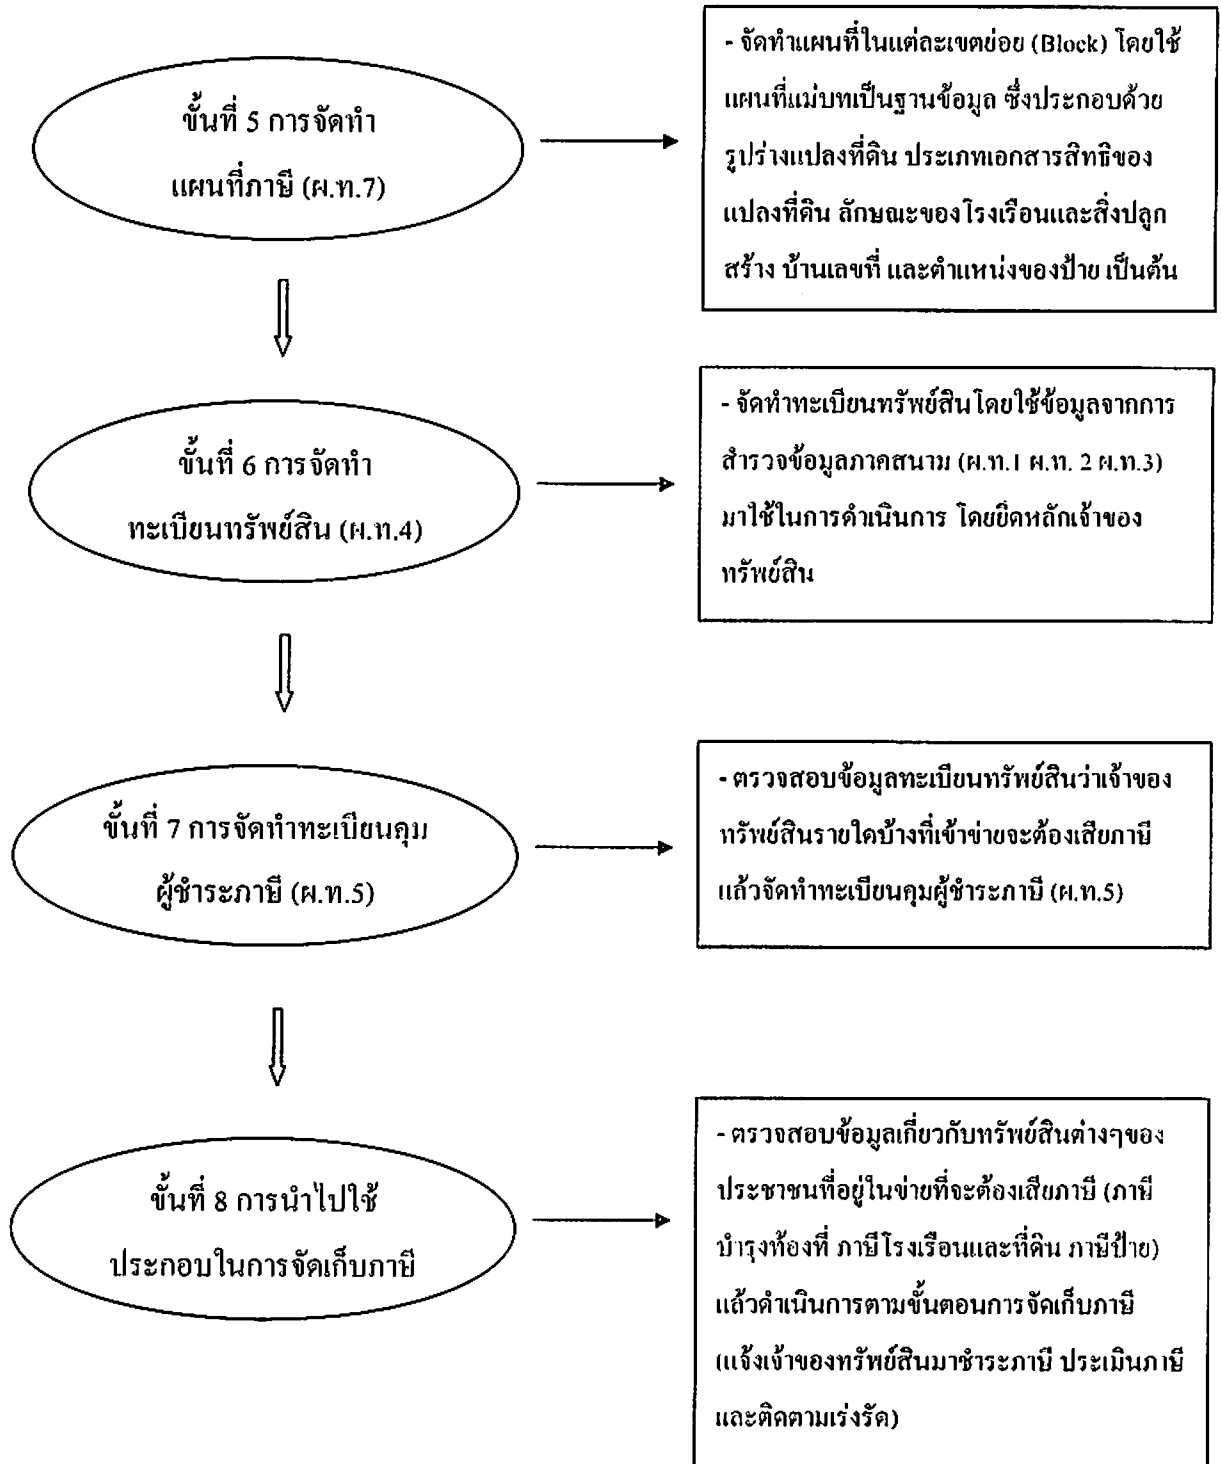 ขั้นที่ 5 การจัดทำ
แผนที่ภาษี (ผ.ท.7)
- จัดทำแผนที่ในแต่ละเขตย่อย (Block) โดยใช้
แผนที่แม่บทเป็นฐานข้อมูล ซึ่งประกอบด้วย
รูปร่างแปลงที่ดิน ประเภทเอกสารสิทธิของ
แปลงที่ดิน ลักษณะของโรงเรือนและสิ่งปลูก
สร้าง บ้านเลขที่ และตำแหน่งของป้าย เป็นต้น
ขั้นที่ 6 การจัดทำ
ทะเบียนทรัพย์สิน (ผ.ท.4)
- จัดทำทะเบียนทรัพย์สินโดยใช้ข้อมูลจากการ
สำรวจข้อมูลภาคสนาม (ผ.ท.1 ผ.ท. 2 ผ.ท.3)
มาใช้ในการดำเนินการ โดยยึดหลักเจ้าของ
ทรัพย์สิน
ขั้นที่ 7 การจัดทำทะเบียนคุม
ผู้ชำระภาษี (ผ.ท.5)
- ตรวจสอบข้อมูลทะเบียนทรัพย์สินว่าเจ้าของ
ทรัพย์สินรายใดบ้างที่เข้าข่ายจะต้องเสียภาษี
แล้วจัดทำทะเบียนคุมผู้ชำระภาษี (ผ.ท.5)
ขั้นที่ 8 การนำไปใช้
ประกอบในการจัดเก็บภาษี
- ตรวจสอบข้อมูลเกี่ยวกับทรัพย์สินต่างๆของ
ประชาชนที่อยู่ในข่ายที่จะต้องเสียภาษี (ภาษี
บำรุงท้องที่ ภาษีโรงเรือนและที่ดิน ภาษีป้าย)
แล้วดำเนินการตามขั้นตอนการจัดเก็บภาษี
(แจ้งเจ้าของทรัพย์สินมาชำระภาษี ประเมินภาษี
และติดตามเร่งรัด)